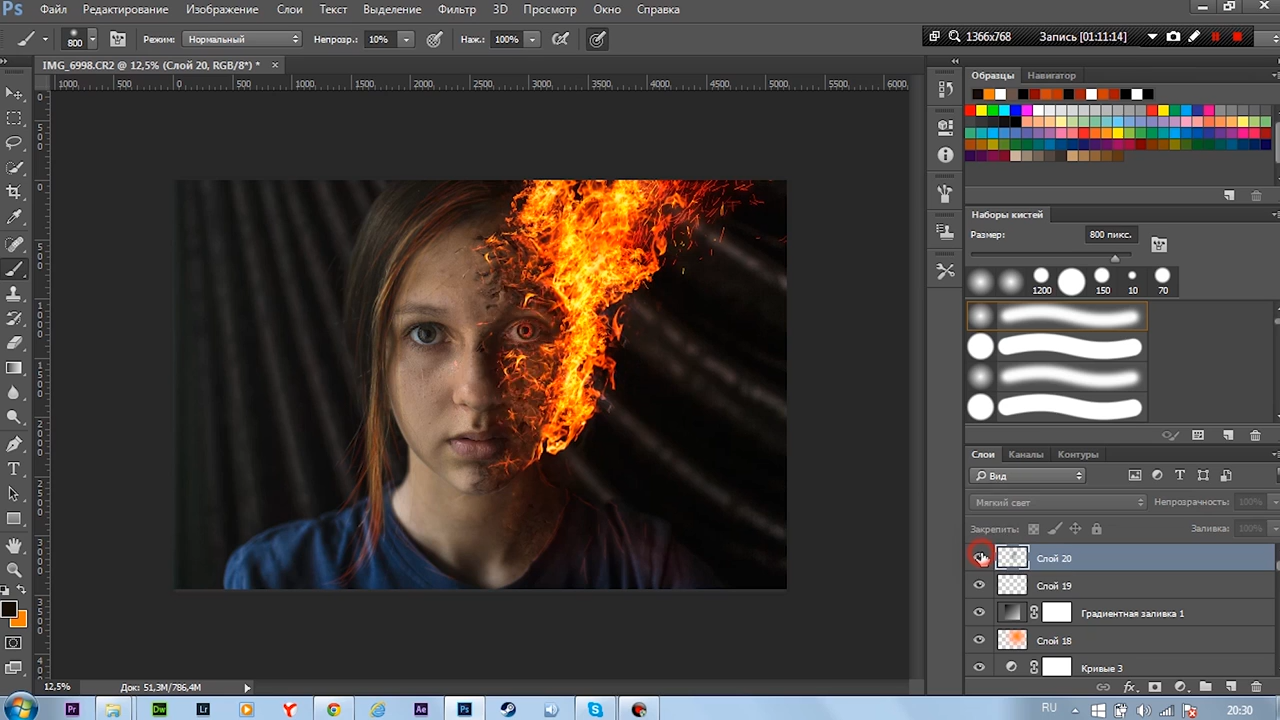 Ps Файл Редактирование Изображение Слои Текст Выделение Фильтр 3D Просмотр Окно Справка
800 Режим: Нормальный Непрозр.: 10% Наж.: 100% 1366x768 Запись [01:11:14]
IMG_6998.CR2 @ 12,5% (Слой 20, RGB/8*) * ×
1000 500 0 500 1000 1500 2000 2500 3000 3500 4000 4500 5000 5500 6000
Образцы Навигатор
Наборы кистей
Размер: 800 пикс.
1200 150 10 70
Слои Каналы Контуры
Вид
Мягкий свет Непрозрачность: 100%
Закрепить: Заливка: 100%
Слой 20
Слой 19
Градиентная заливка 1
Слой 18
Кривые 3
12,5% Док: 51,3M/786,4M
fx
Pr Dw Lr Ae Ps RU 20:30